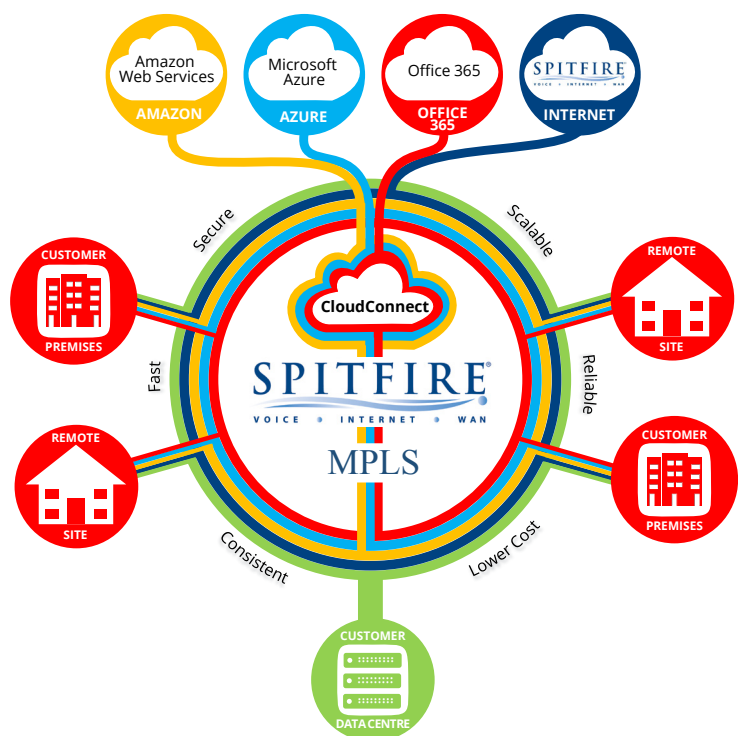 Amazon
Web Services
AMAZON
Microsoft
Azure
AZURE
Office 365
OFFICE
365
SPITFIRE®
VOICE • INTERNET • WAN
INTERNET
Secure
Scalable
CUSTOMER
PREMISES
REMOTE
SITE
CloudConnect
Fast
Reliable
SPITFIRE®
VOICE • INTERNET • WAN
MPLS
REMOTE
SITE
CUSTOMER
PREMISES
Consistent
Lower Cost
CUSTOMER
DATA CENTRE